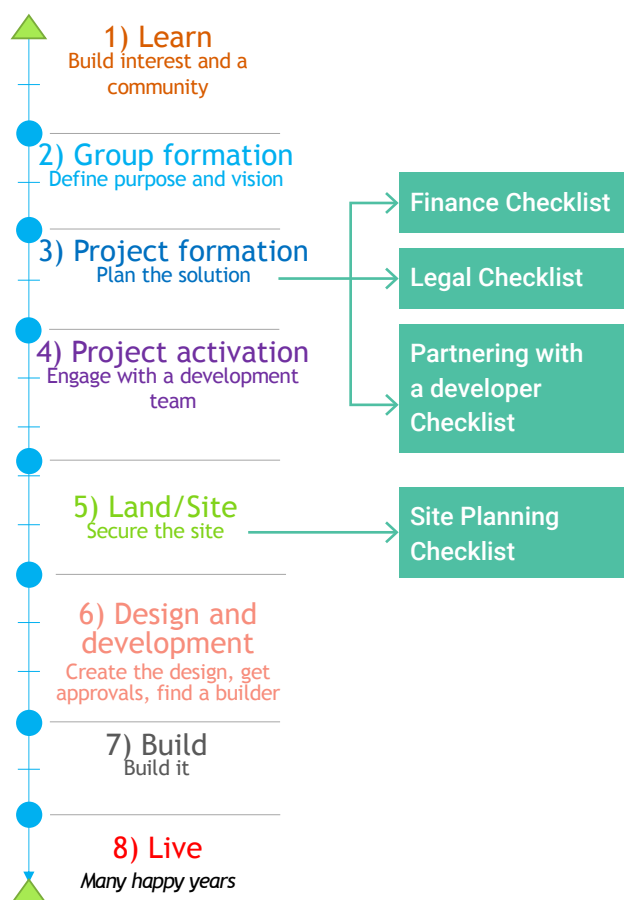 1) Learn
Build interest and a
community
2) Group formation
Define purpose and vision
3) Project formation
Plan the solution
4) Project activation
Engage with a development
team
5) Land/Site
Secure the site
6) Design and
development
Create the design, get
approvals, find a builder
7) Build
Build it
8) Live
Many happy years
Finance Checklist
Legal Checklist
Partnering with
a developer
Checklist
Site Planning
Checklist